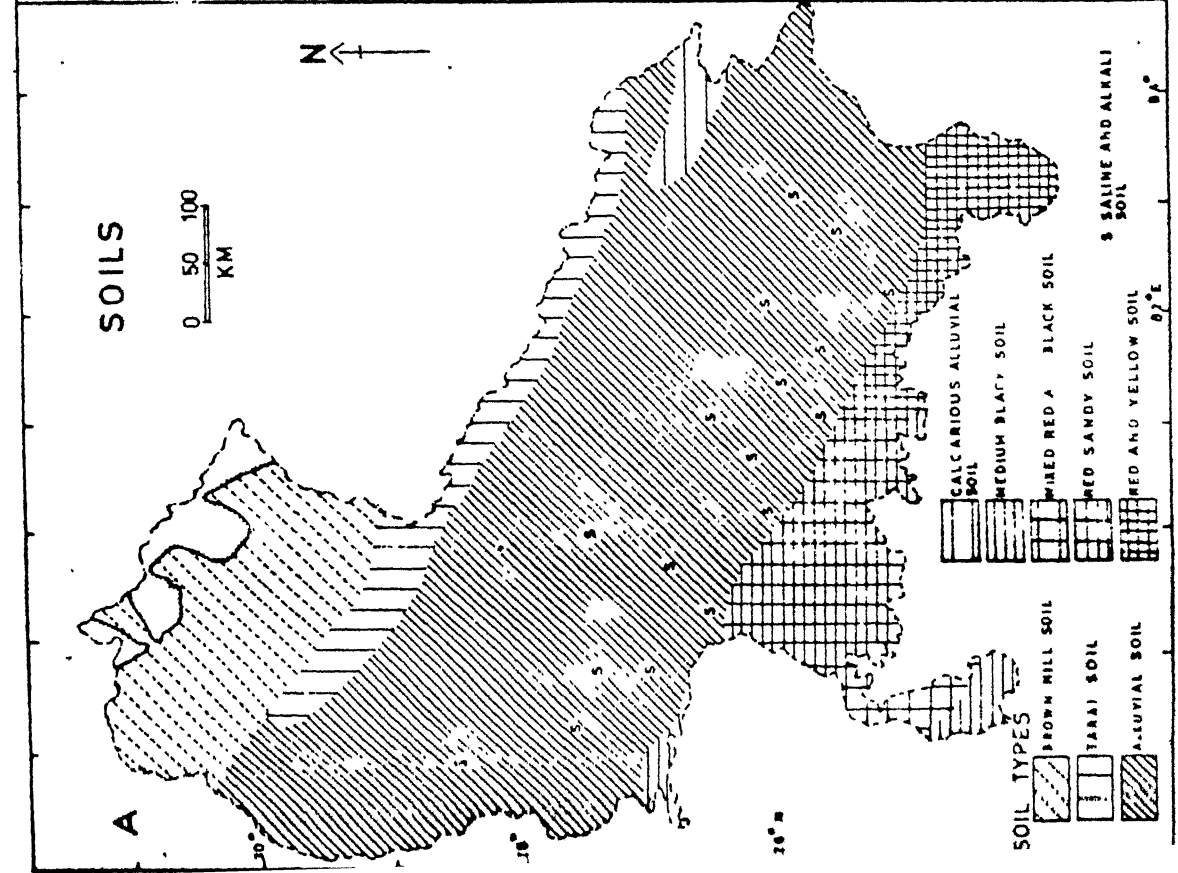 A
SOILS
0 50 100
KM
N
30°
28°
26° N
82° E
84°
S
SOIL TYPES
BROWN HILL SOIL
TARAI SOIL
ALLUVIAL SOIL
CALCARIOUS ALLUVIAL
SOIL
MEDIUM BLACK SOIL
MIXED RED A BLACK SOIL
RED SANDY SOIL
RED AND YELLOW SOIL
S SALINE AND ALKALI
SOIL